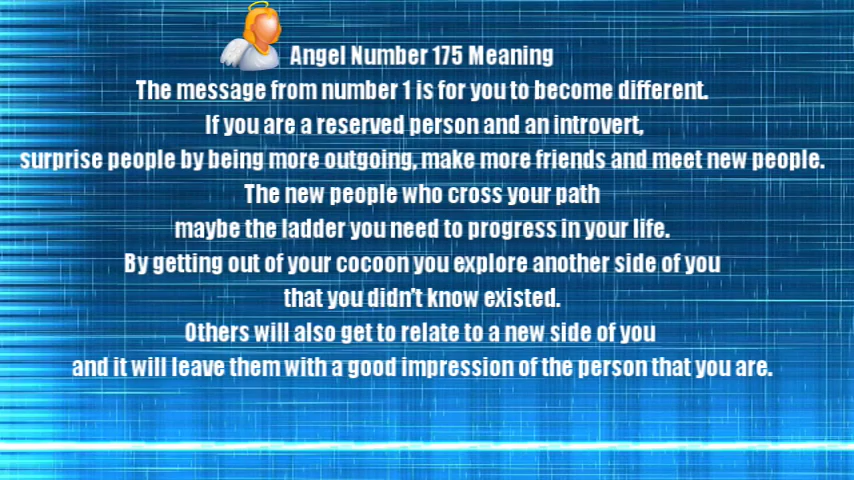 Angel Number 175 Meaning
The message from number 1 is for you to become different.
If you are a reserved person and an introvert,
surprise people by being more outgoing, make more friends and meet new people.
The new people who cross your path
maybe the ladder you need to progress in your life.
By getting out of your cocoon you explore another side of you
that you didn't know existed.
Others will also get to relate to a new side of you
and it will leave them with a good impression of the person that you are.